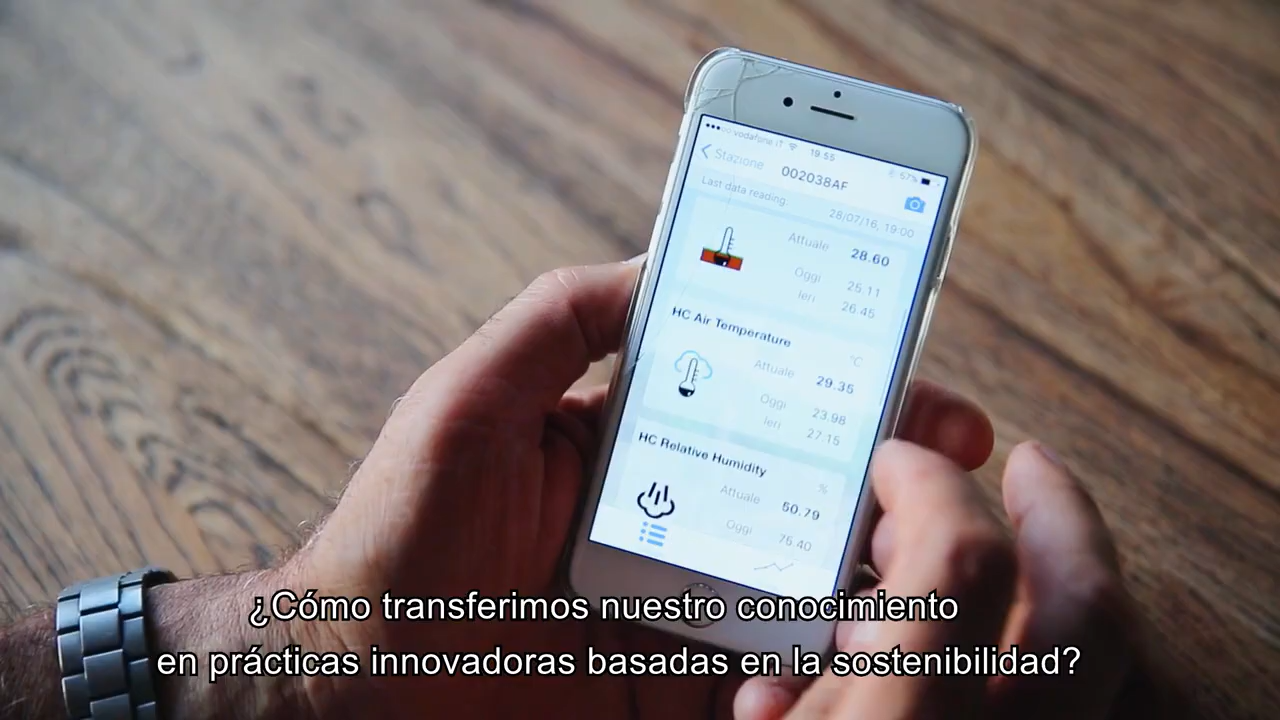 vodafone IT 19:55 57%
Stazione 002038AF
Last data reading: 28/07/16, 19:00
Attuale 28.60
Oggi 25.11
Ieri 26.45
HC Air Temperature
°C
Attuale 29.35
Oggi 23.98
Ieri 27.15
HC Relative Humidity
%
Attuale 50.79
Oggi 75.40
¿Cómo transferimos nuestro conocimiento
en prácticas innovadoras basadas en la sostenibilidad?